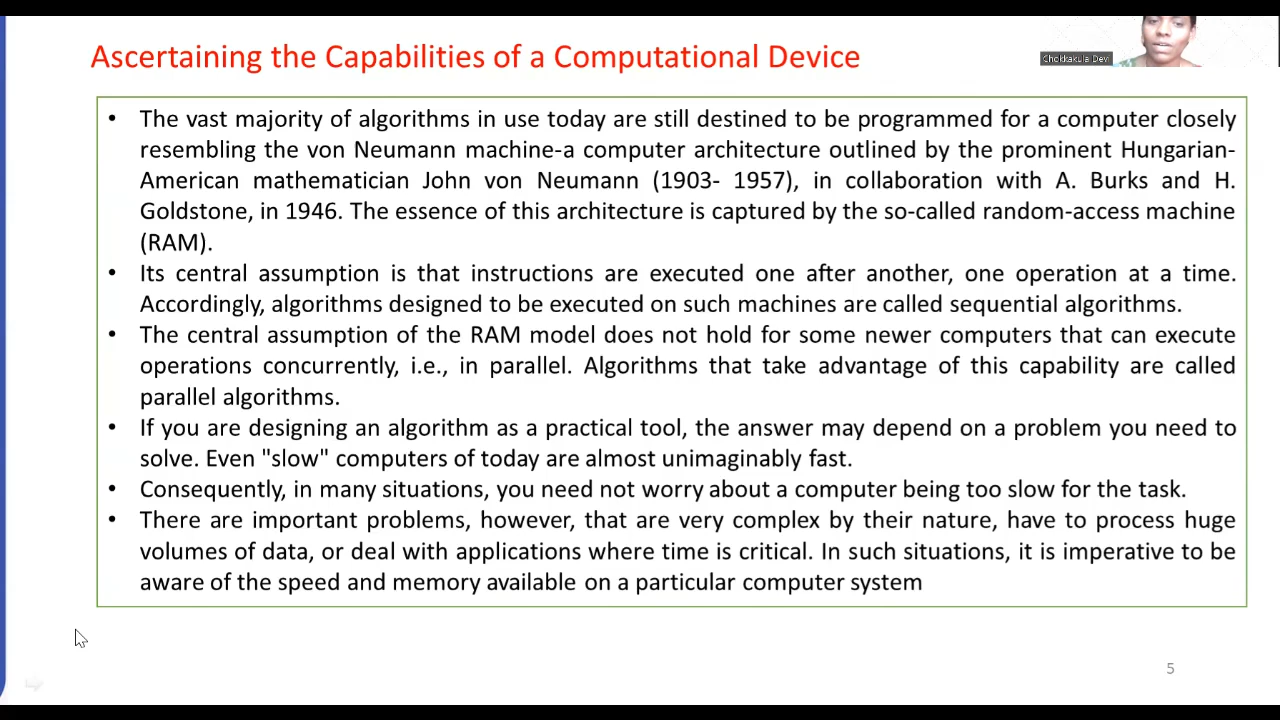 Ascertaining the Capabilities of a Computational Device
Chokkakula Devi
• The vast majority of algorithms in use today are still destined to be programmed for a computer closely
resembling the von Neumann machine-a computer architecture outlined by the prominent Hungarian-
American mathematician John von Neumann (1903- 1957), in collaboration with A. Burks and H.
Goldstone, in 1946. The essence of this architecture is captured by the so-called random-access machine
(RAM).
• Its central assumption is that instructions are executed one after another, one operation at a time.
Accordingly, algorithms designed to be executed on such machines are called sequential algorithms.
• The central assumption of the RAM model does not hold for some newer computers that can execute
operations concurrently, i.e., in parallel. Algorithms that take advantage of this capability are called
parallel algorithms.
• If you are designing an algorithm as a practical tool, the answer may depend on a problem you need to
solve. Even "slow" computers of today are almost unimaginably fast.
• Consequently, in many situations, you need not worry about a computer being too slow for the task.
• There are important problems, however, that are very complex by their nature, have to process huge
volumes of data, or deal with applications where time is critical. In such situations, it is imperative to be
aware of the speed and memory available on a particular computer system
5